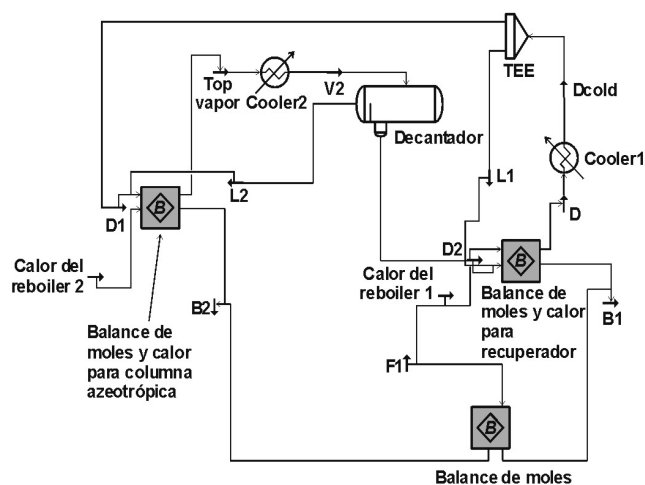 TEE
Top
vapor
Cooler2
V2
Decantador
Dcold
Cooler1
L1
L2
D1
B
D
D2
B
Calor del
reboiler 2
Calor del
reboiler 1
B2
Balance de
moles y calor
para columna
azeotrópica
Balance de
moles y calor
para
recuperador
B1
F1
B
Balance de moles